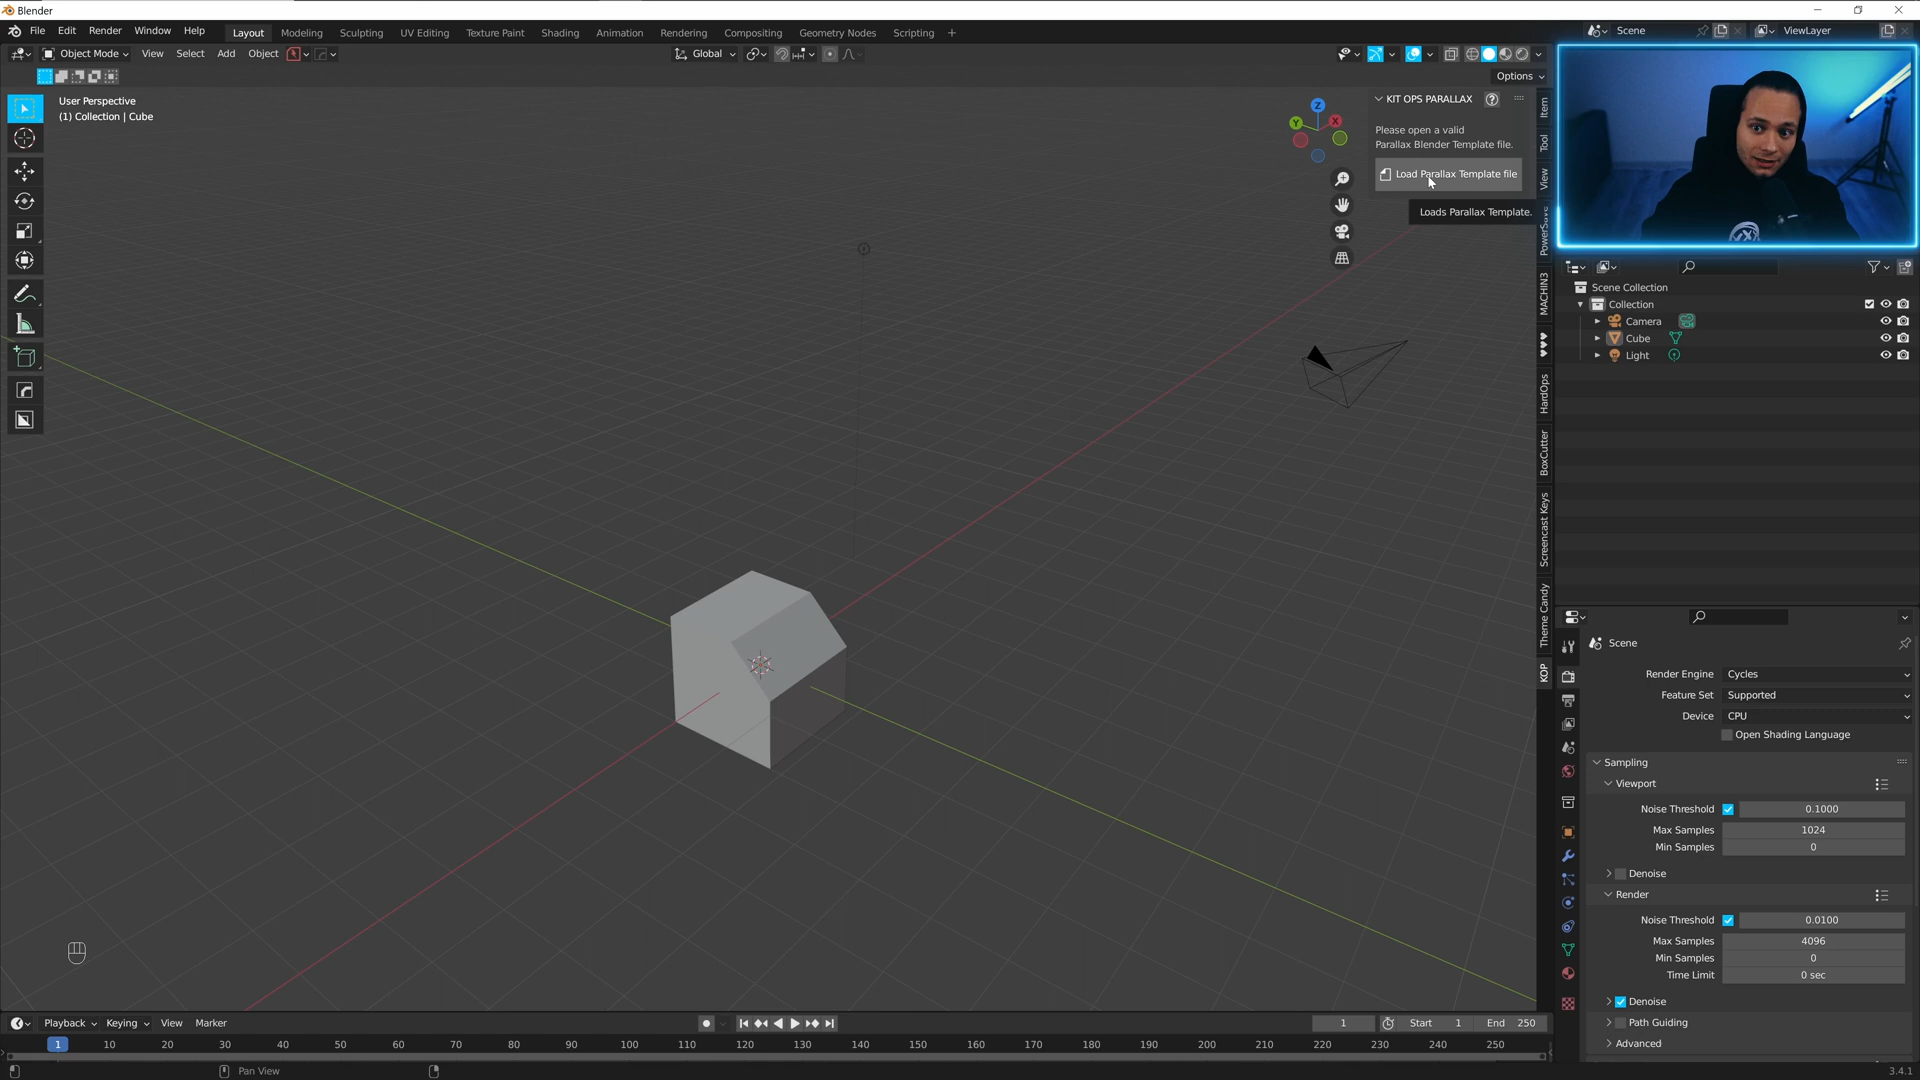 Blender
File Edit Render Window Help Layout Modeling Sculpting UV Editing Texture Paint Shading Animation Rendering Compositing Geometry Nodes Scripting + Scene ViewLayer
Object Mode View Select Add Object Global
Options
User Perspective
(1) Collection | Cube
KIT OPS PARALLAX
Please open a valid
Parallax Blender Template file.
Load Parallax Template file
Loads Parallax Template.
Z
Y
X
Item
Tool
View
PowerSave
MACHIN3
HardOps
BoxCutter
Screencast Keys
Theme Candy
KOP
Scene Collection
Collection
Camera
Cube
Light
Scene
Render Engine Cycles
Feature Set Supported
Device CPU
Open Shading Language
Sampling
Viewport
Noise Threshold 0.1000
Max Samples 1024
Min Samples 0
Denoise
Render
Noise Threshold 0.0100
Max Samples 4096
Min Samples 0
Time Limit 0 sec
Denoise
Path Guiding
Advanced
Playback Keying View Marker 1 Start 1 End 250
1 10 20 30 40 50 60 70 80 90 100 110 120 130 140 150 160 170 180 190 200 210 220 230 240 250
Pan View 3.4.1